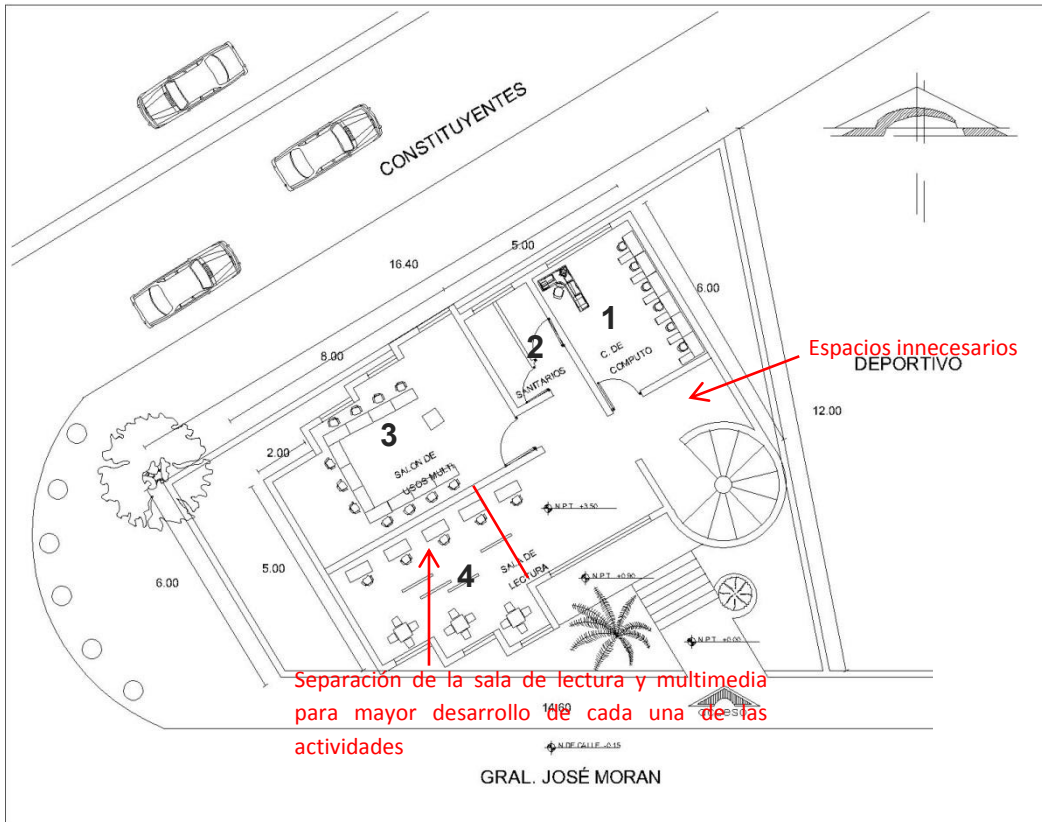 CONSTITUYENTES
5.00
16.40
6.00
1
C. DE
COMPUTO
Espacios innecesarios
DEPORTIVO
2
SANITARIOS
8.00
12.00
3
2.00
SALON DE
USOS MULTI.
N.P.T. +3.50
4
SALA DE
LECTURA
5.00
6.00
N.P.T. +0.90
N.P.T. +0.00
Separación de la sala de lectura y multimedia
para mayor desarrollo de cada una de las
actividades
14.60
acceso
N.DE CALLE -0.15
GRAL. JOSÉ MORAN